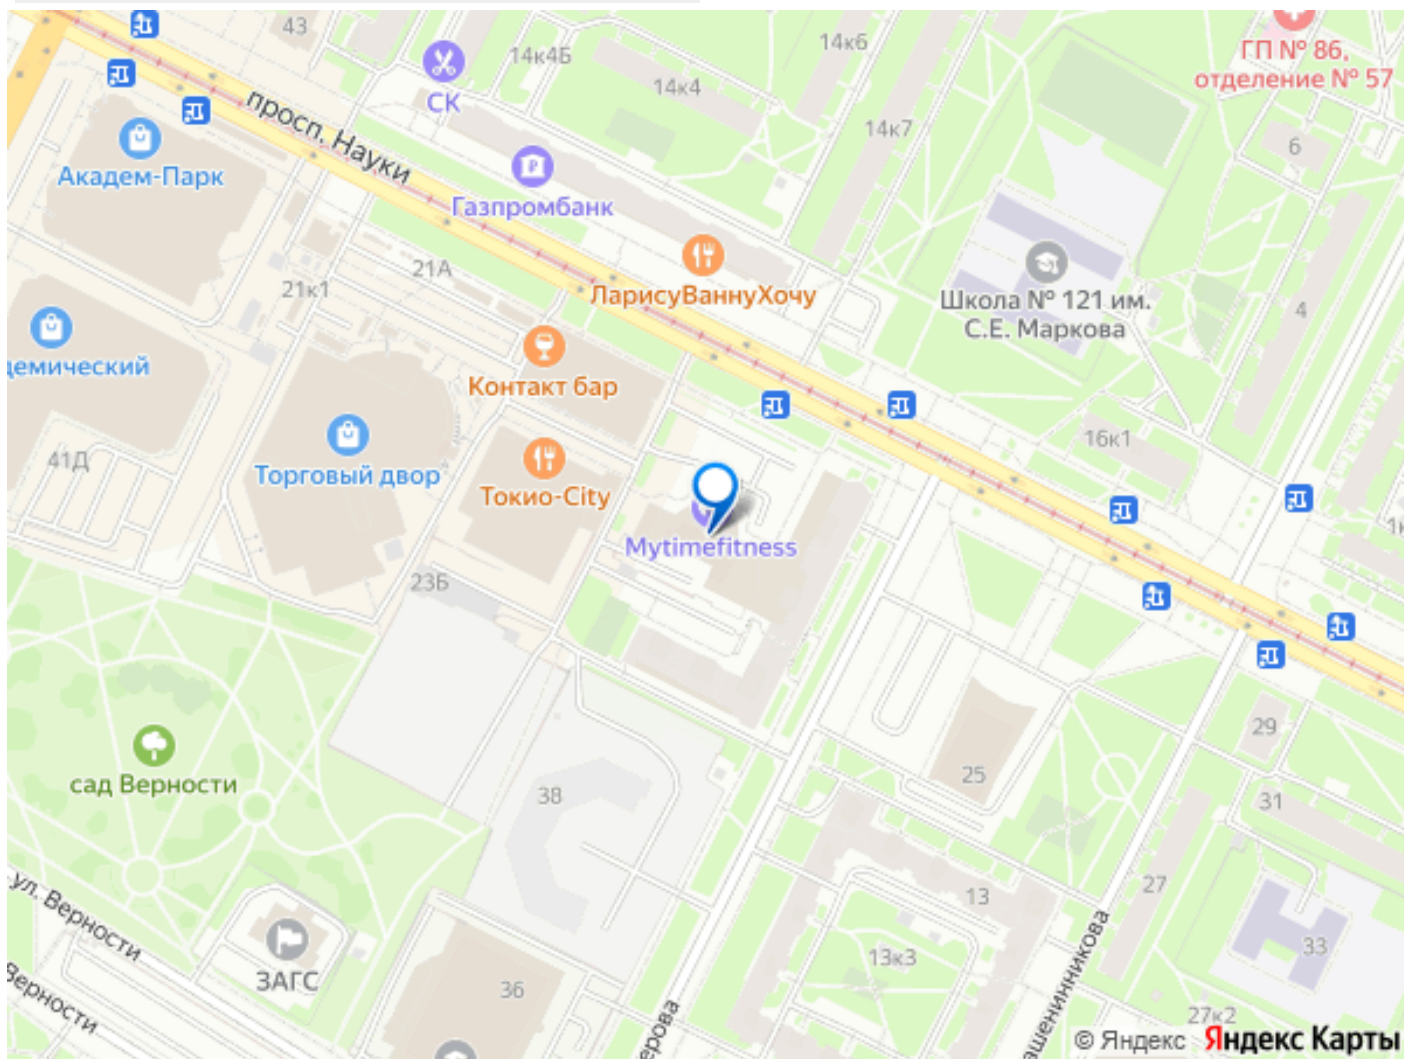 43
14к4Б
14к6
ГП № 86,
отделение № 57
СК
14к4
14к7
6
просп. Науки
Академ-Парк
Газпромбанк
21А
21к1
ЛарисуВаннуХочу
Школа № 121 им.
С.Е. Маркова
4
демический
Контакт бар
16к1
41Д
Торговый двор
Токио-City
Mytimefitness
1к
23Б
сад Верности
38
25
29
31
ул. Верности
13
27
33
ЗАГС
36
13к3
Верности
ерова
ашенинникова
27к2
© Яндекс Яндекс Карты